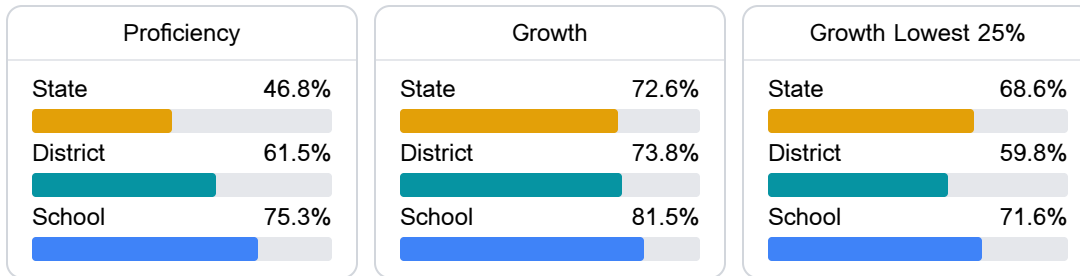 Proficiency
State 46.8%
District 61.5%
School 75.3%
Growth
State 72.6%
District 73.8%
School 81.5%
Growth Lowest 25%
State 68.6%
District 59.8%
School 71.6%